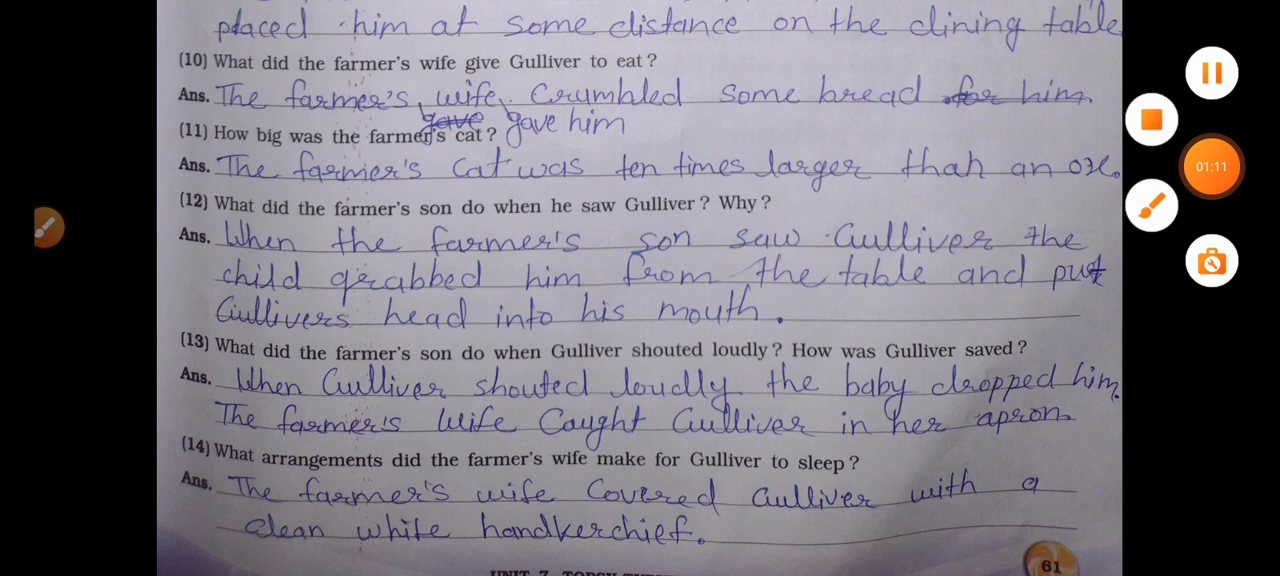 placed him at some distance on the dining table
(10) What did the farmer's wife give Gulliver to eat?
Ans. The farmer's wife crumbled some bread for him.
gave gave him
(11) How big was the farmer's cat?
Ans. The farmer's cat was ten times larger than an ox.
(12) What did the farmer's son do when he saw Gulliver? Why?
Ans. When the farmer's son saw Gulliver the
child grabbed him from the table and put
Gullivers head into his mouth.
(13) What did the farmer's son do when Gulliver shouted loudly? How was Gulliver saved?
Ans. When Gulliver shouted loudly the baby dropped him.
The farmer's wife caught Gulliver in her apron.
(14) What arrangements did the farmer's wife make for Gulliver to sleep?
Ans. The farmer's wife covered Gulliver with a
clean white handkerchief.
61
01:11